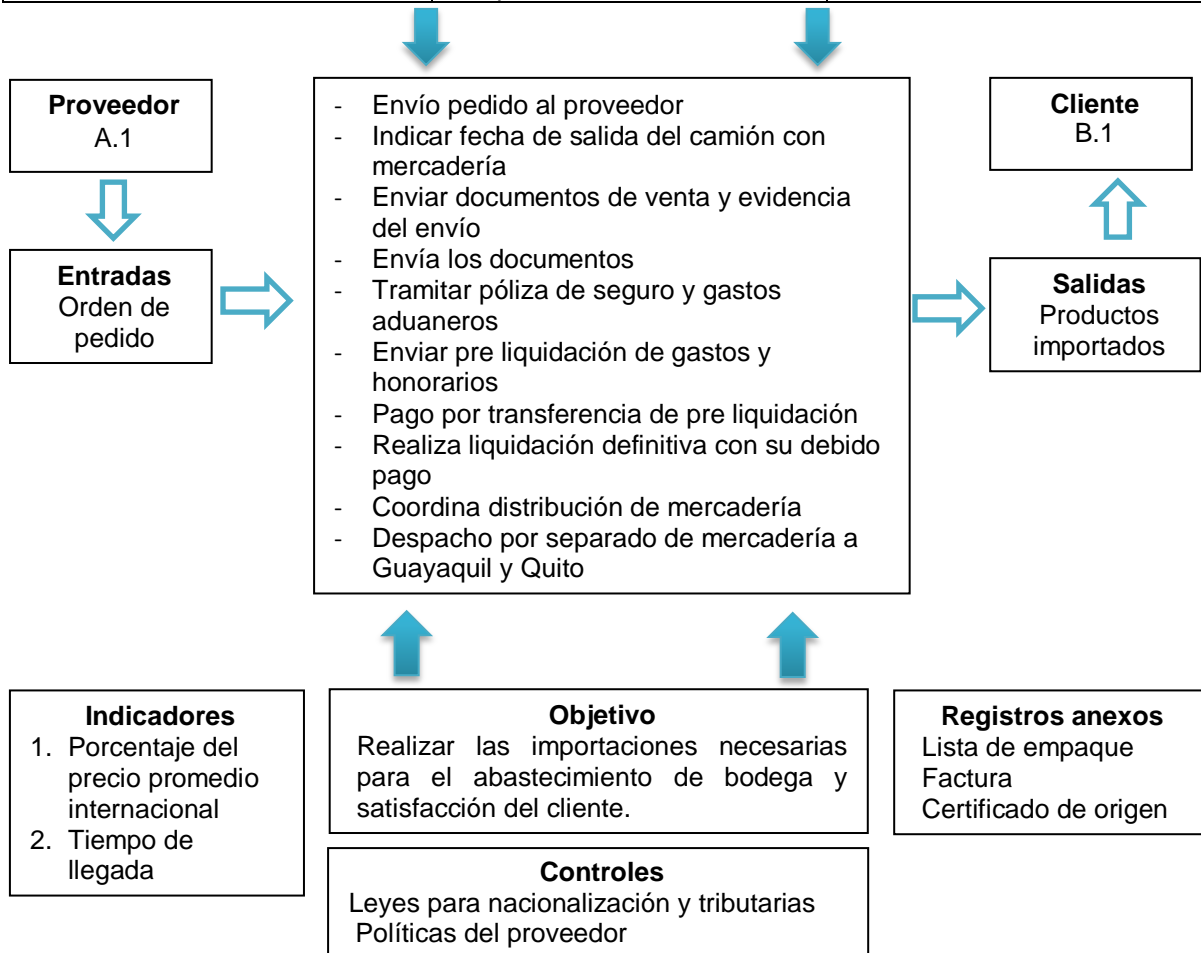 Proveedor
A.1
Entradas
Orden de
pedido
- Envío pedido al proveedor
- Indicar fecha de salida del camión con
mercadería
- Enviar documentos de venta y evidencia
del envío
- Envía los documentos
- Tramitar póliza de seguro y gastos
aduaneros
- Enviar pre liquidación de gastos y
honorarios
- Pago por transferencia de pre liquidación
- Realiza liquidación definitiva con su debido
pago
- Coordina distribución de mercadería
- Despacho por separado de mercadería a
Guayaquil y Quito
Cliente
B.1
Salidas
Productos
importados
Indicadores
1. Porcentaje del
precio promedio
internacional
2. Tiempo de
llegada
Objetivo
Realizar las importaciones necesarias
para el abastecimiento de bodega y
satisfacción del cliente.
Controles
Leyes para nacionalización y tributarias
Políticas del proveedor
Registros anexos
Lista de empaque
Factura
Certificado de origen